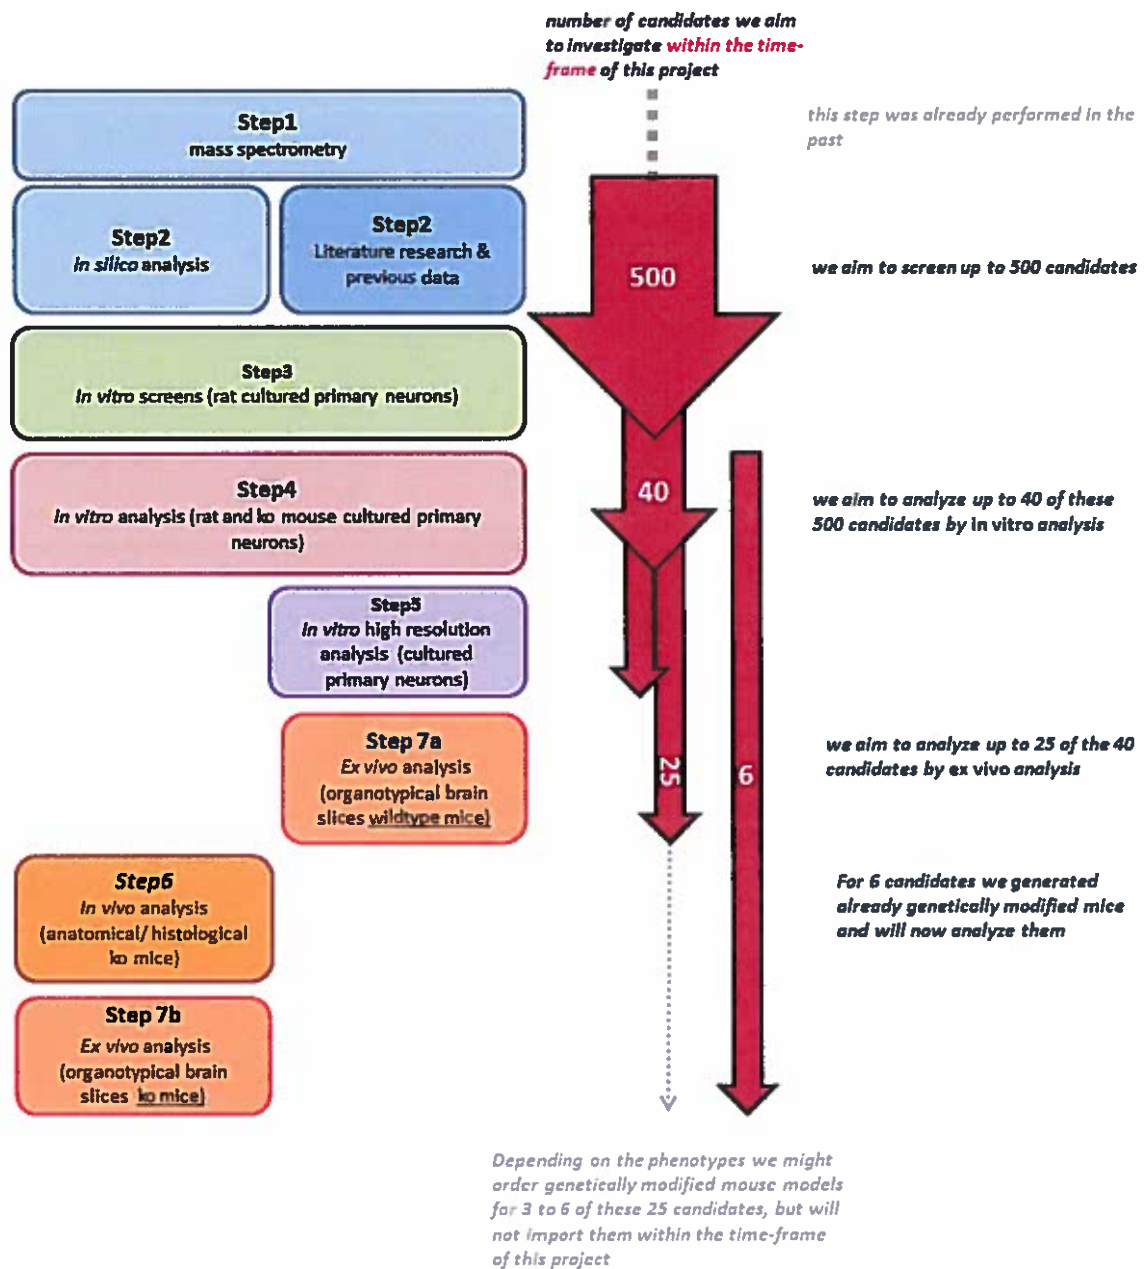 number of candidates we aim
to investigate within the time-
frame of this project
Step1
mass spectrometry
this step was already performed in the
past
Step2
In silico analysis
Step2
Literature research &
previous data
500
we aim to screen up to 500 candidates
Step3
In vitro screens (rat cultured primary neurons)
Step4
In vitro analysis (rat and ko mouse cultured primary
neurons)
40
we aim to analyze up to 40 of these
500 candidates by in vitro analysis
Step5
In vitro high resolution
analysis (cultured
primary neurons)
Step 7a
Ex vivo analysis
(organotypical brain
slices wildtype mice)
25
6
we aim to analyze up to 25 of the 40
candidates by ex vivo analysis
Step6
In vivo analysis
(anatomical/ histological
ko mice)
For 6 candidates we generated
already genetically modified mice
and will now analyze them
Step 7b
Ex vivo analysis
(organotypical brain
slices ko mice)
Depending on the phenotypes we might
order genetically modified mouse models
for 3 to 6 of these 25 candidates, but will
not import them within the time-frame
of this project